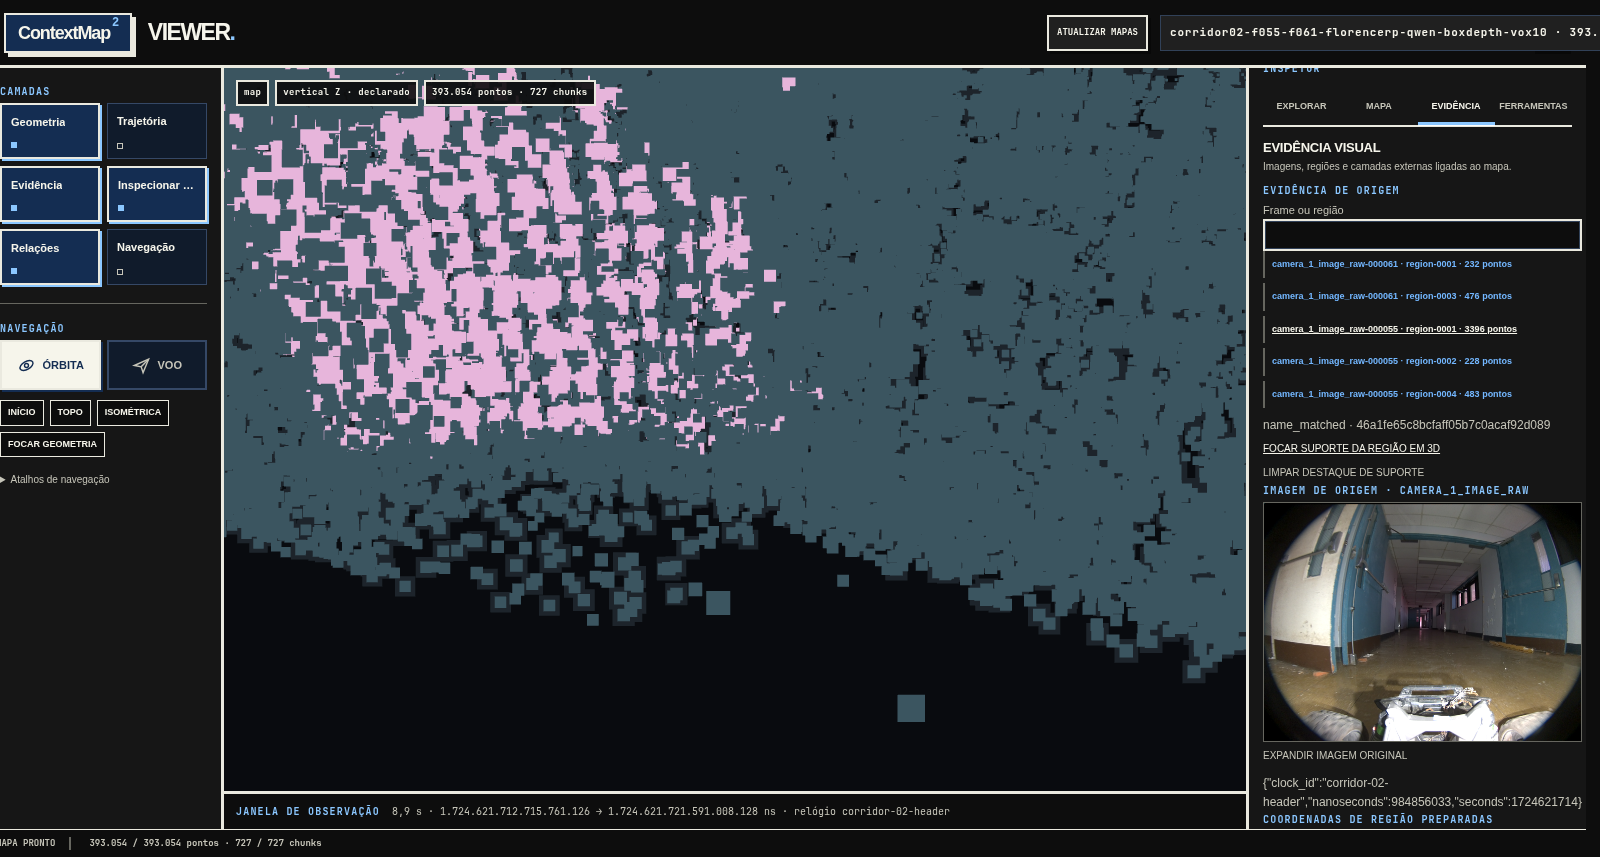 ContextMap 2 VIEWER.
ATUALIZAR MAPAS
corridor02-f055-f061-florencerp-qwen-boxdepth-vox10 · 393.
CAMADAS
Geometria
Trajetória
Evidência
Inspecionar ...
Relações
Navegação
NAVEGAÇÃO
ÓRBITA
VOO
INÍCIO
TOPO
ISOMÉTRICA
FOCAR GEOMETRIA
Atalhos de navegação
map
vertical Z · declarado
393.054 pontos · 727 chunks
JANELA DE OBSERVAÇÃO 8,9 s · 1.724.621.712.715.761.126 → 1.724.621.721.591.008.128 ns · relógio corridor-02-header
INSPETOR
EXPLORAR
MAPA
EVIDÊNCIA
FERRAMENTAS
EVIDÊNCIA VISUAL
Imagens, regiões e camadas externas ligadas ao mapa.
EVIDÊNCIA DE ORIGEM
Frame ou região
camera_1_image_raw-000061 · region-0001 · 232 pontos
camera_1_image_raw-000061 · region-0003 · 476 pontos
camera_1_image_raw-000055 · region-0001 · 3396 pontos
camera_1_image_raw-000055 · region-0002 · 228 pontos
camera_1_image_raw-000055 · region-0004 · 483 pontos
name_matched · 46a1fe65c8bcfaff05b7c0acaf92d089
FOCAR SUPORTE DA REGIÃO EM 3D
LIMPAR DESTAQUE DE SUPORTE
IMAGEM DE ORIGEM · CAMERA_1_IMAGE_RAW
EXPANDIR IMAGEM ORIGINAL
{"clock_id":"corridor-02-
header","nanoseconds":984856033,"seconds":1724621714}
COORDENADAS DE REGIÃO PREPARADAS
MAPA PRONTO
393.054 / 393.054 pontos · 727 / 727 chunks